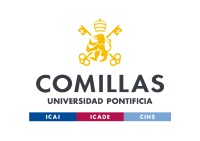 COMILLAS
UNIVERSIDAD PONTIFICIA
ICAI ICADE CIHS